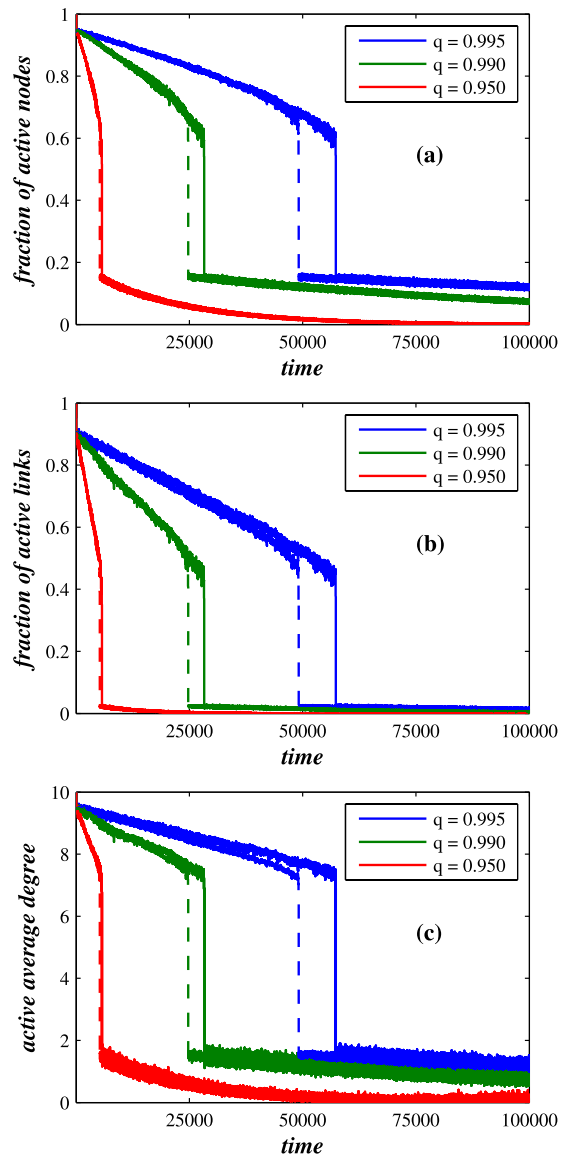 1
0.8
0.6
0.4
0.2
0
fraction of active nodes
q = 0.995
q = 0.990
q = 0.950
(a)
25000 50000 75000 100000
time
1
0.8
0.6
0.4
0.2
0
fraction of active links
q = 0.995
q = 0.990
q = 0.950
(b)
25000 50000 75000 100000
time
10
8
6
4
2
0
active average degree
q = 0.995
q = 0.990
q = 0.950
(c)
25000 50000 75000 100000
time